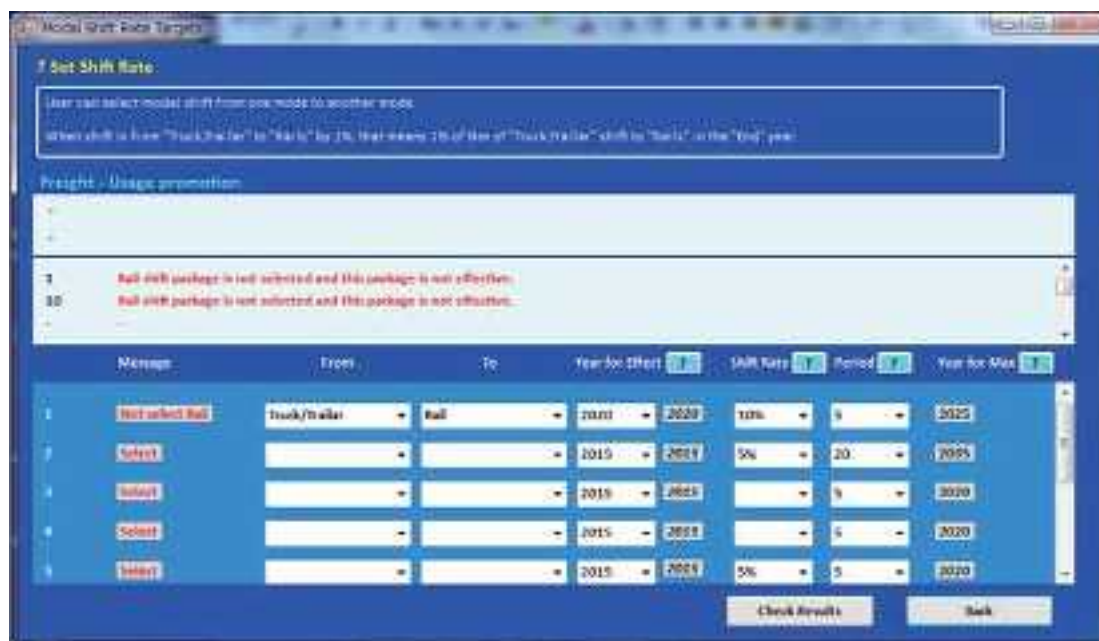 Modal Shift Rate Targets
? Set Shift Rate
User can select modal shift from one mode to another mode
When shift is from "Truck/Trailer" to "Rail" by 1%, that means 1% of of "Truck/Trailer" shift to in the "End" year
Freight - Usage promotion
-
-
1 Rail shift package is not selected and this package is not effective.
10 Rail shift package is not selected and this package is not effective.
- -
Message From To Year for Effect ? Shift Rate ? Period ? Year for Max ?
1 Not select Rail Truck/Trailer Rail 2020 2020 10% 5 2025
2 Select 2015 2015 5% 20 2035
3 Select 2015 2015 5 2020
4 Select 2015 2015 5 2020
5 Select 2015 2015 5% 5 2020
Check Results Back